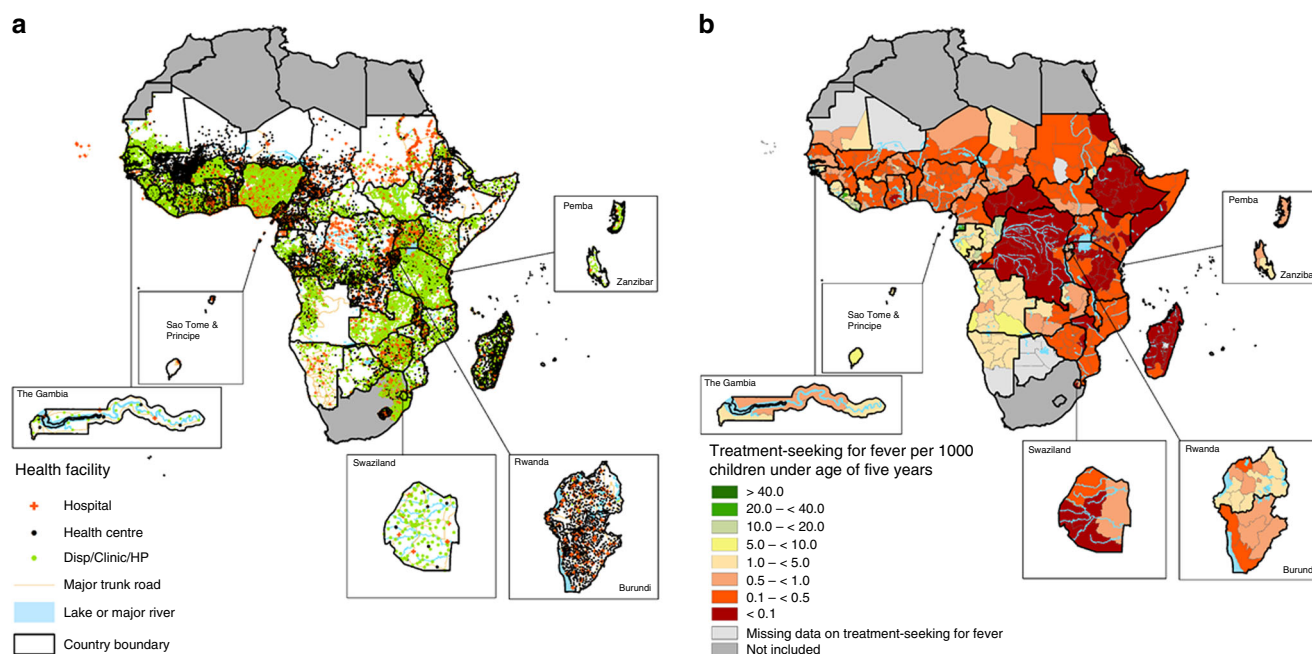 a
Pemba
Zanzibar
Sao Tome &
Principe
The Gambia
Swaziland
Rwanda
Burundi
Health facility
Hospital
Health centre
Disp/Clinic/HP
Major trunk road
Lake or major river
Country boundary
b
Pemba
Zanzibar
Sao Tome &
Principe
The Gambia
Swaziland
Rwanda
Burundi
Treatment-seeking for fever per 1000
children under age of five years
> 40.0
20.0 – < 40.0
10.0 – < 20.0
5.0 – < 10.0
1.0 – < 5.0
0.5 – < 1.0
0.1 – < 0.5
< 0.1
Missing data on treatment-seeking for fever
Not included